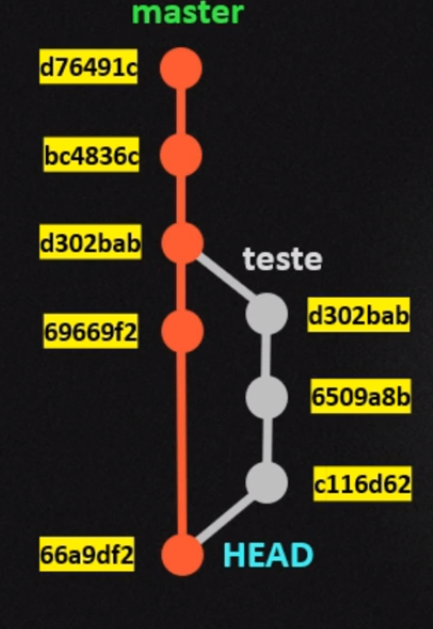 master
d76491c
bc4836c
d302bab
teste
d302bab
69669f2
6509a8b
c116d62
66a9df2 HEAD